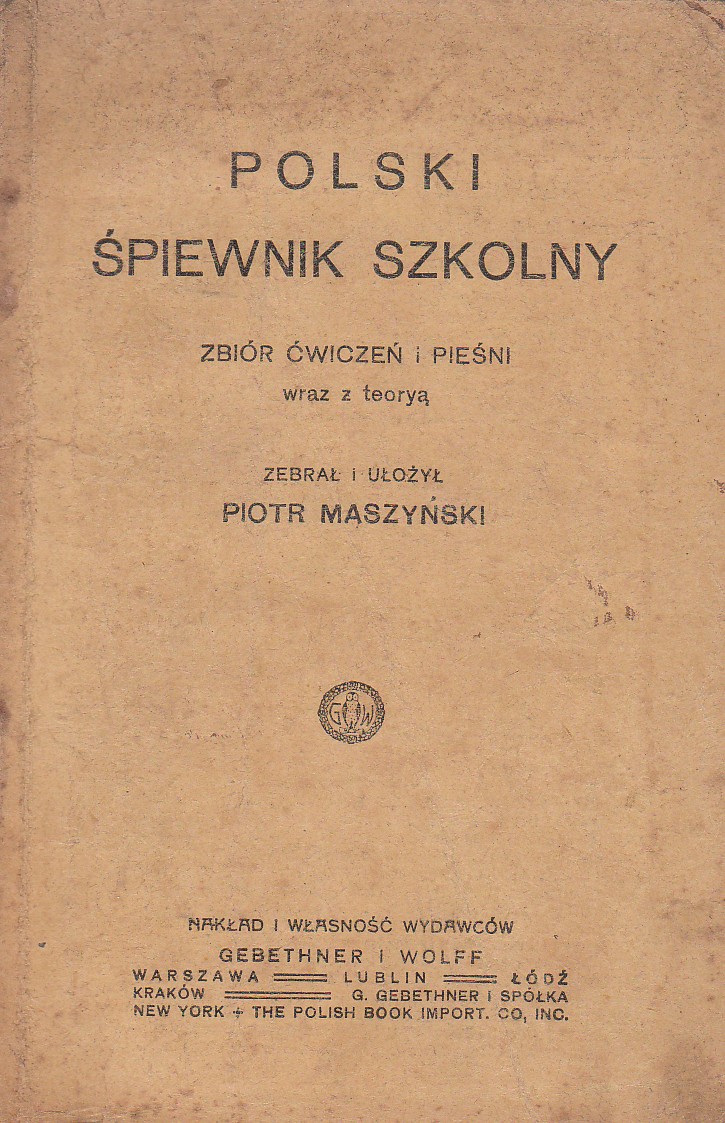 POLSKI
ŚPIEWNIK SZKOLNY
ZBIÓR ĆWICZEŃ i PIEŚNI
wraz z teoryą
ZEBRAŁ i UŁOŻYŁ
PIOTR MASZYŃSKI
G W
NAKŁAD I WŁASNOŚĆ WYDAWCÓW
GEBETHNER I WOLFF
WARSZAWA LUBLIN ŁÓDŹ
KRAKÓW G. GEBETHNER I SPÓŁKA
NEW YORK + THE POLISH BOOK IMPORT. CO, INC.